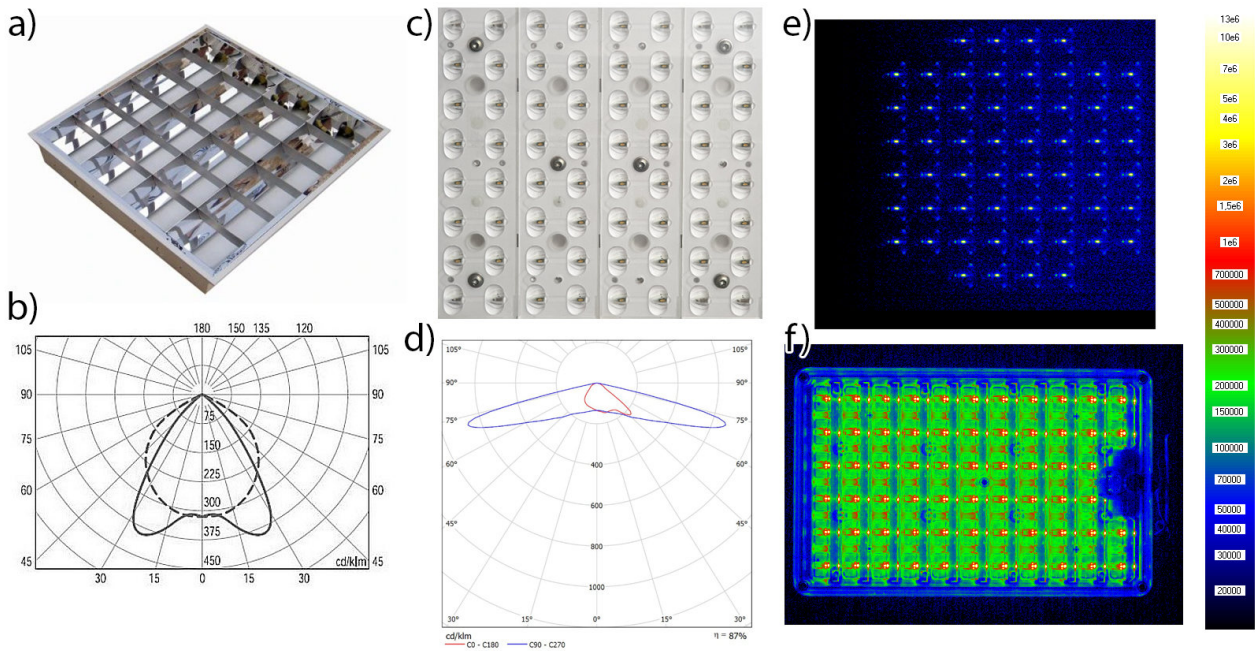 a)
b)
180 150 135 120
105 105
90 90
75 75
60 60
45 45
75
150
225
300
375
450
cd/klm
30 15 0 15 30
c)
d)
105° 105°
90° 90°
75° 75°
60° 60°
45° 45°
400
600
800
1000
30° 15° 0° 15° 30°
cd/klm η = 87%
C0 - C180 C90 - C270
e)
f)
13e6
10e6
7e6
5e6
4e6
3e6
2e6
1,5e6
1e6
700000
500000
400000
300000
200000
150000
100000
70000
50000
40000
30000
20000